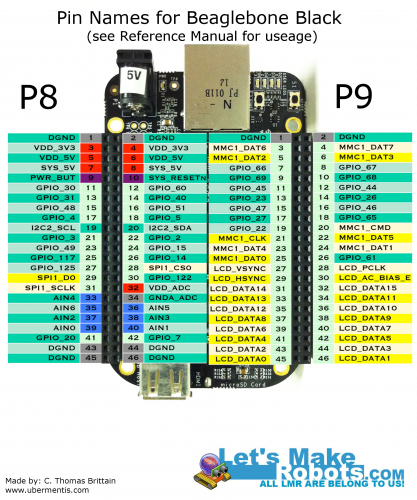 Pin Names for Beaglebone Black
(see Reference Manual for useage)
5V
P8
P9
N -
PJ 011B
DGND 1 2 DGND DGND 1 2 DGND
VDD_3V3 3 4 VDD_3V3 MMC1_DAT6 3 4 MMC1_DAT7
VDD_5V 5 6 VDD_5V MMC1_DAT2 5 6 MMC1_DAT3
SYS_5V 7 8 SYS_5V GPIO_66 7 8 GPIO_67
PWR_BUT 9 10 SYS_RESETN GPIO_69 9 10 GPIO_68
GPIO_30 11 12 GPIO_60 GPIO_45 11 12 GPIO_44
GPIO_31 13 14 GPIO_40 GPIO_23 13 14 GPIO_26
GPIO_48 15 16 GPIO_51 GPIO_47 15 16 GPIO_46
GPIO_4 17 18 GPIO_5 GPIO_27 17 18 GPIO_65
I2C2_SCL 19 20 I2C2_SDA GPIO_22 19 20 MMC1_CMD
GPIO_3 21 22 GPIO_2 MMC1_CLK 21 22 MMC1_DAT5
GPIO_49 23 24 GPIO_15 MMC1_DAT4 23 24 MMC1_DAT1
GPIO_117 25 26 GPIO_14 MMC1_DAT0 25 26 GPIO_61
GPIO_125 27 28 SPI1_CS0 LCD_VSYNC 27 28 LCD_PCLK
SPI1_DO 29 30 GPIO_122 LCD_HSYNC 29 30 LCD_AC_BIAS_E
SPI1_SCLK 31 32 VDD_ADC LCD_DATA14 31 32 LCD_DATA15
AIN4 33 34 GNDA_ADC LCD_DATA13 33 34 LCD_DATA11
AIN6 35 36 AIN5 LCD_DATA12 35 36 LCD_DATA10
AIN2 37 38 AIN3 LCD_DATA8 37 38 LCD_DATA9
AIN0 39 40 AIN1 LCD_DATA6 39 40 LCD_DATA7
GPIO_20 41 42 GPIO_7 LCD_DATA4 41 42 LCD_DATA5
DGND 43 44 DGND LCD_DATA2 43 44 LCD_DATA3
DGND 45 46 DGND LCD_DATA0 45 46 LCD_DATA1
HDMI
microSD Card
Let's Make
Robots.com
ALL LMR ARE BELONG TO US!
Made by: C. Thomas Brittain
www.ubermentis.com